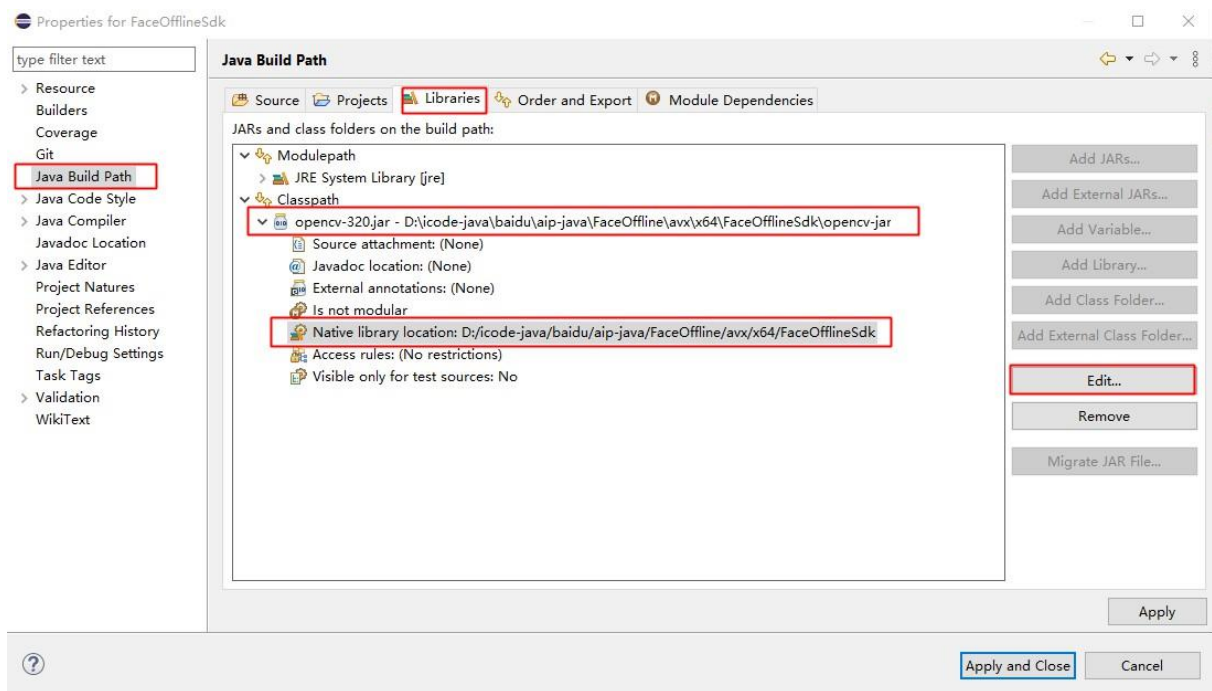 Properties for FaceOfflineSdk
type filter text
Resource
Builders
Coverage
Git
Java Build Path
Java Code Style
Java Compiler
Javadoc Location
Java Editor
Project Natures
Project References
Refactoring History
Run/Debug Settings
Task Tags
Validation
WikiText
Java Build Path
Source Projects Libraries Order and Export Module Dependencies
JARs and class folders on the build path:
Modulepath
JRE System Library [jre]
Classpath
opencv-320.jar - D:\icode-java\baidu\aip-java\FaceOffline\avx\x64\FaceOfflineSdk\opencv-jar
Source attachment: (None)
Javadoc location: (None)
External annotations: (None)
Is not modular
Native library location: D:/icode-java/baidu/aip-java/FaceOffline/avx/x64/FaceOfflineSdk
Access rules: (No restrictions)
Visible only for test sources: No
Add JARs...
Add External JARs...
Add Variable...
Add Library...
Add Class Folder...
Add External Class Folder...
Edit...
Remove
Migrate JAR File...
Apply
Apply and Close Cancel